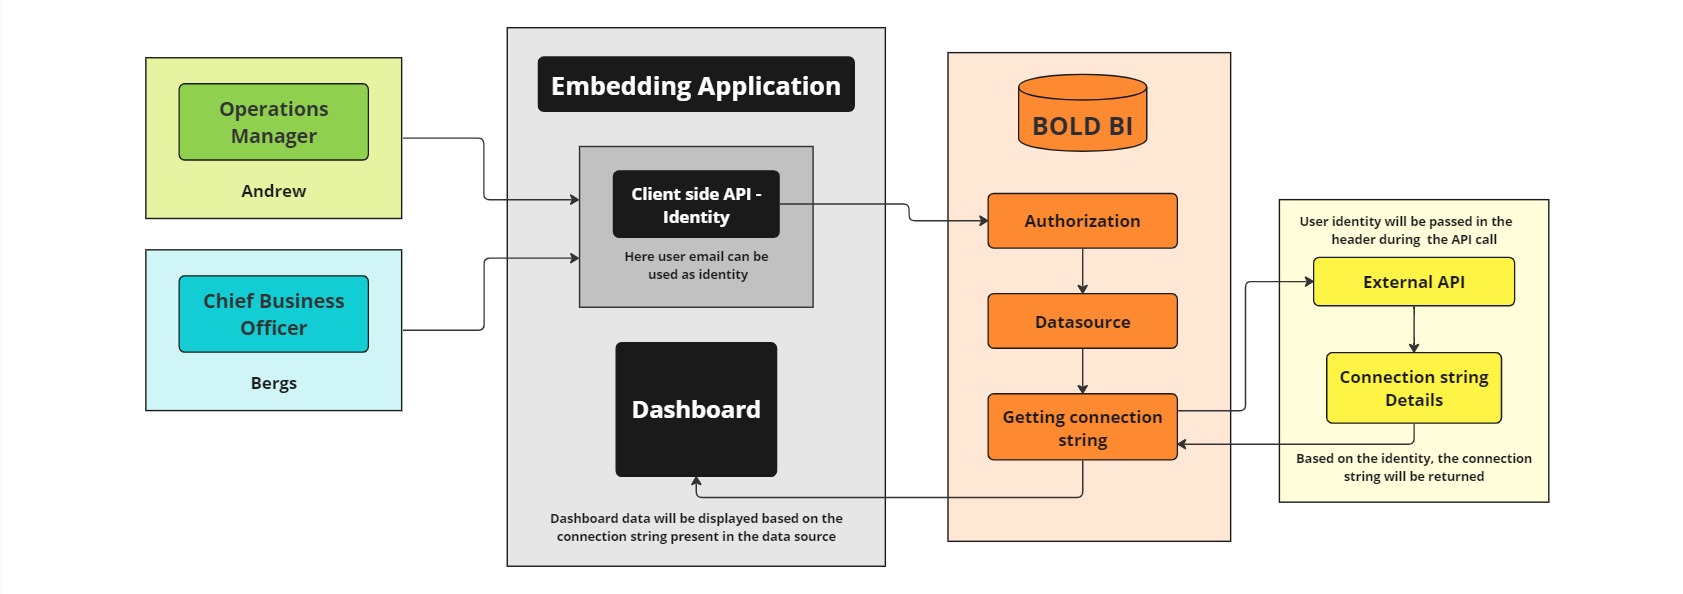 Operations
Manager
Andrew
Chief Business
Officer
Bergs
Embedding Application
Client side API -
Identity
Here user email can be
used as identity
Dashboard
Dashboard data will be displayed based on the
connection string present in the data source
BOLD BI
Authorization
Datasource
Getting connection
string
User identity will be passed in the
header during the API call
External API
Connection string
Details
Based on the identity, the connection
string will be returned